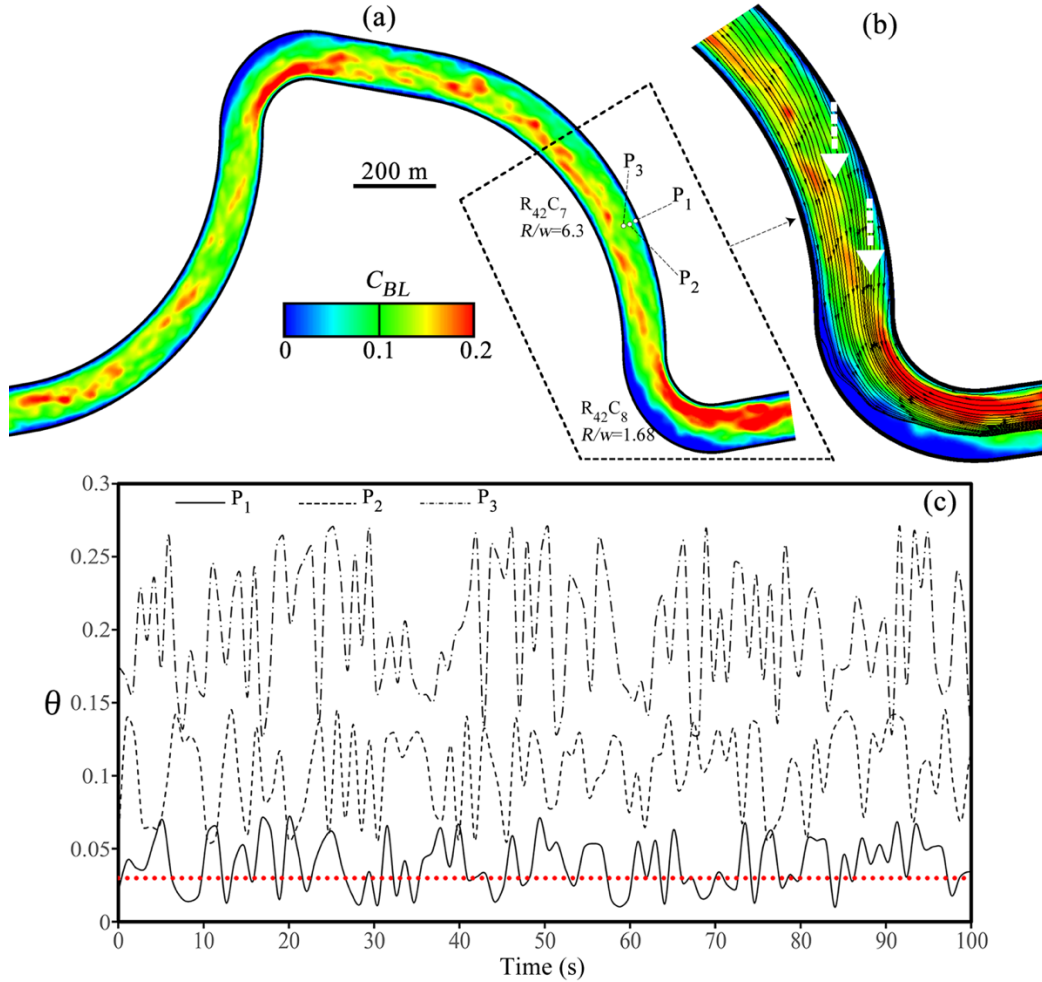 (a)
(b)
200 m
P3
P1
P2
R42C7
R/w=6.3
CBL
0 0.1 0.2
R42C8
R/w=1.68
(c)
P1 P2 P3
0.3
0.25
0.2
0.15
0.1
0.05
0
θ
0 10 20 30 40 50 60 70 80 90 100
Time (s)